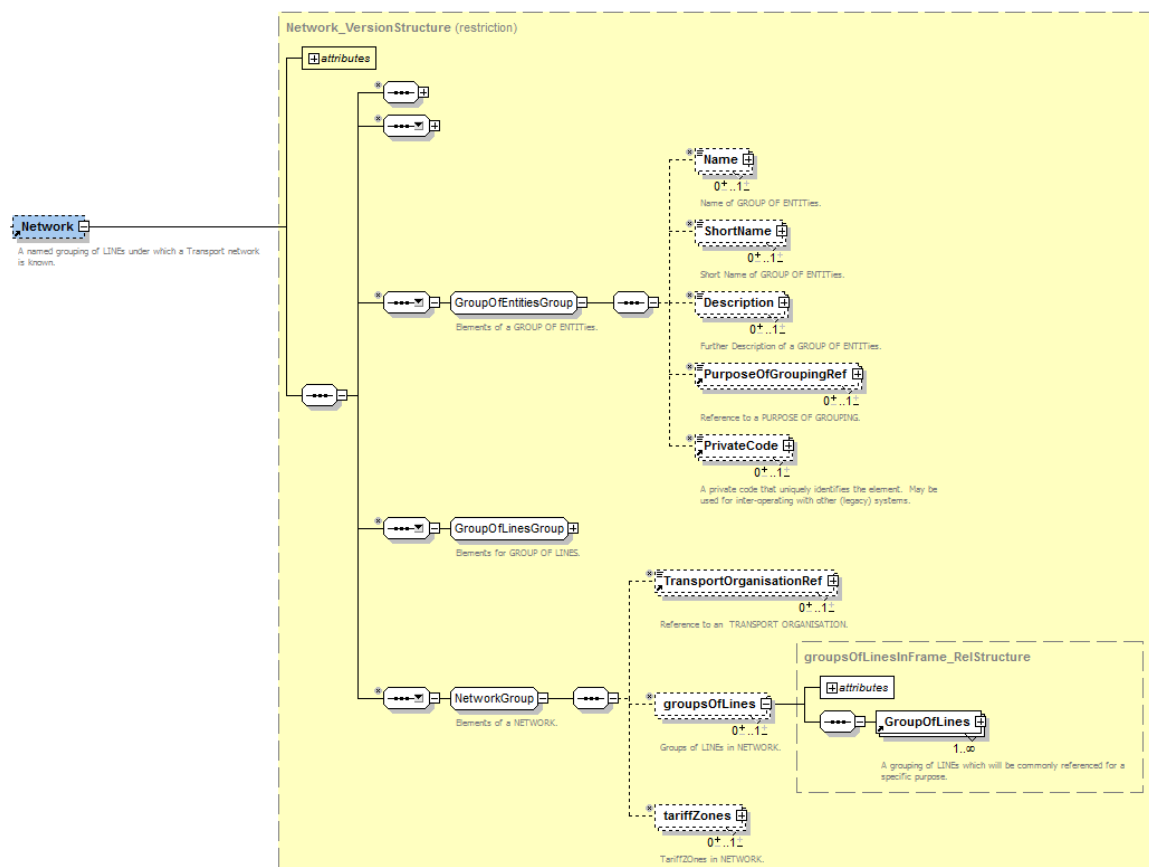 Network_VersionStructure (restriction)
attributes
Name
0+..1±
Name of GROUP OF ENTITies.
Network
A named grouping of LINEs under which a Transport network
is known.
ShortName
0+..1±
Short Name of GROUP OF ENTITies.
GroupOfEntitiesGroup
Elements of a GROUP OF ENTITies.
Description
0+..1±
Further Description of a GROUP OF ENTITies.
PurposeOfGroupingRef
0+..1±
Reference to a PURPOSE OF GROUPING.
PrivateCode
0+..1±
A private code that uniquely identifies the element. May be
used for inter-operating with other (legacy) systems.
GroupOfLinesGroup
Elements for GROUP OF LINES.
TransportOrganisationRef
0+..1±
Reference to an TRANSPORT ORGANISATION.
groupsOfLinesInFrame_RelStructure
attributes
NetworkGroup
Elements of a NETWORK.
groupsOfLines
0+..1±
Groups of LINEs in NETWORK.
GroupOfLines
1..∞
A grouping of LINEs which will be commonly referenced for a
specific purpose.
tariffZones
0+..1±
TariffZOnes in NETWORK.